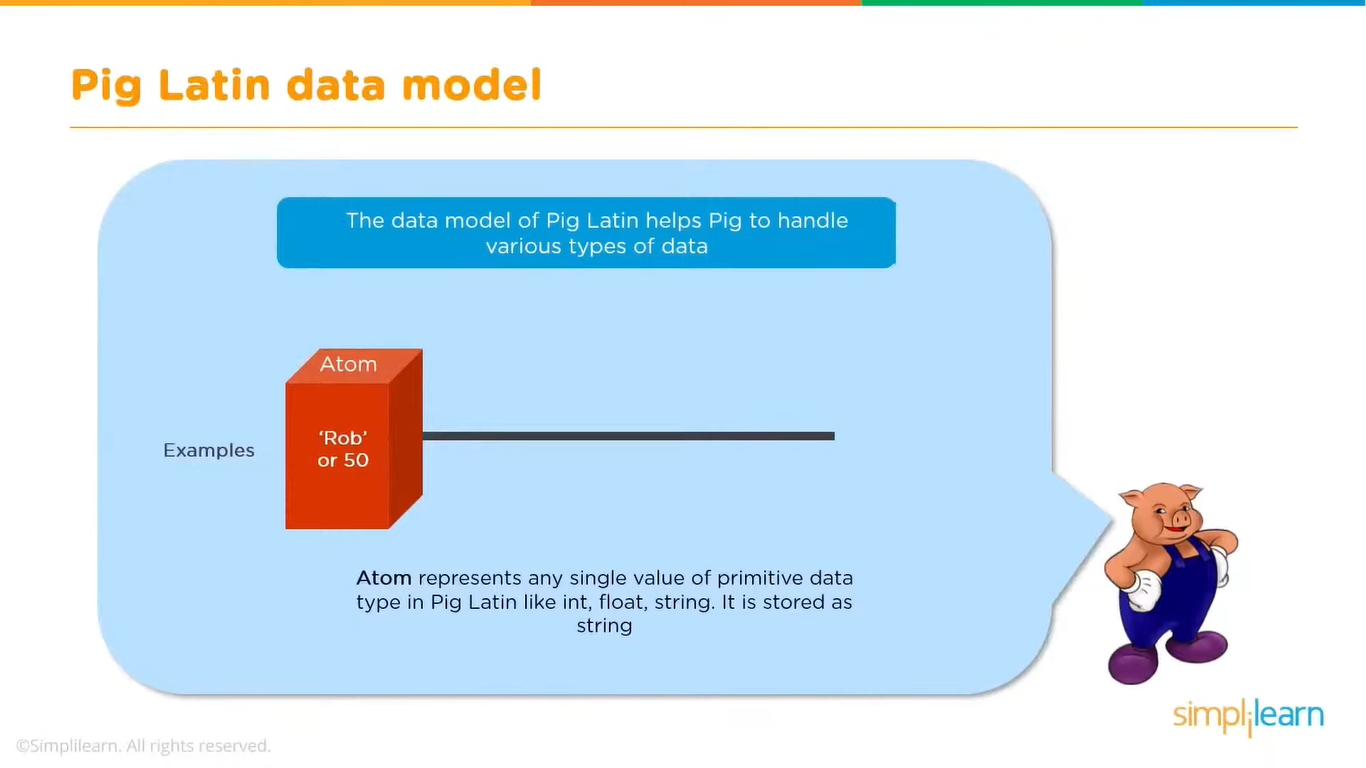 Pig Latin data model
The data model of Pig Latin helps Pig to handle
various types of data
Atom
Examples
‘Rob’
or 50
Atom represents any single value of primitive data
type in Pig Latin like int, float, string. It is stored as
string
simplilearn
©Simplilearn. All rights reserved.